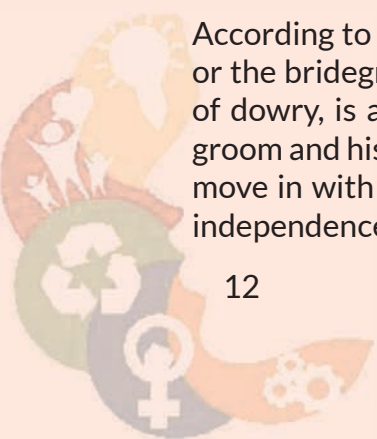 According to
or the bridegr
of dowry, is a
groom and his
move in with
independence
12